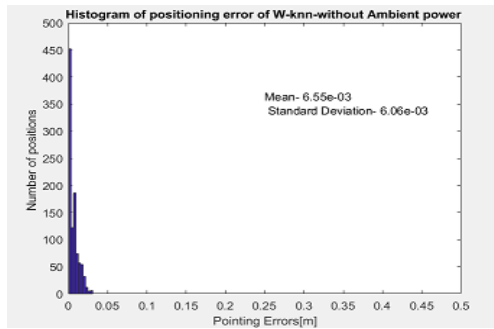 Histogram of positioning error of W-knn-without Ambient power
500
450
400
350
300
250
200
150
100
50
0
Number of positions
Mean- 6.55e-03
Standard Deviation- 6.06e-03
0 0.05 0.1 0.15 0.2 0.25 0.3 0.35 0.4 0.45 0.5
Pointing Errors[m]